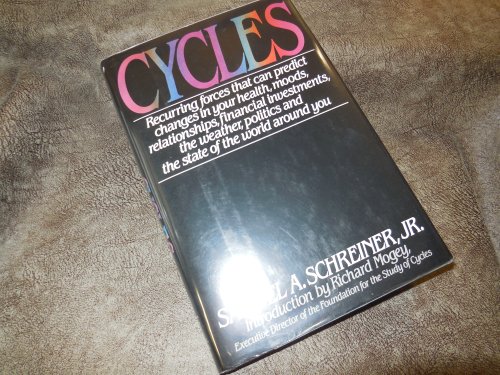 CYCLES
Recurring forces that can predict
changes in your health, moods,
relationships, financial investments,
the weather, politics and
the state of the world around you
A. SCHREINER, JR.
Introduction by Richard Mogey,
Executive Director of the Foundation for the Study of Cycles